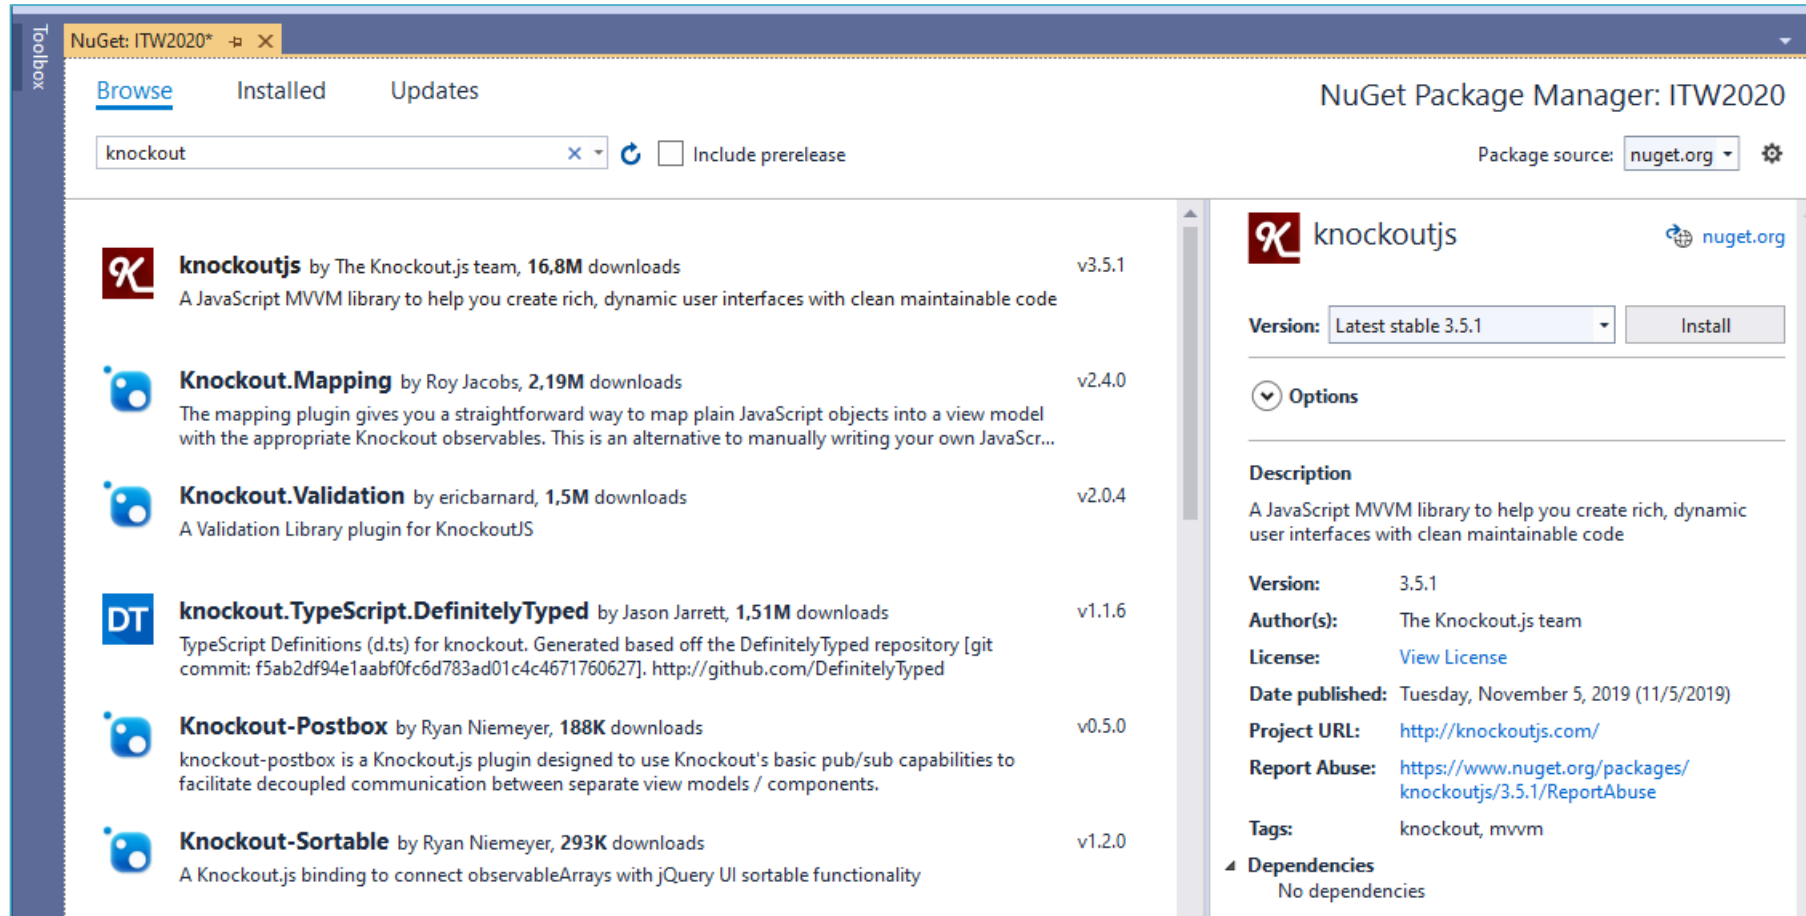 Toolbox
NuGet: ITW2020*
Browse Installed Updates
NuGet Package Manager: ITW2020
knockout
Include prerelease
Package source: nuget.org
knockoutjs by The Knockout.js team, 16,8M downloads v3.5.1
A JavaScript MVVM library to help you create rich, dynamic user interfaces with clean maintainable code
Knockout.Mapping by Roy Jacobs, 2,19M downloads v2.4.0
The mapping plugin gives you a straightforward way to map plain JavaScript objects into a view model
with the appropriate Knockout observables. This is an alternative to manually writing your own JavaScr...
Knockout.Validation by ericbarnard, 1,5M downloads v2.0.4
A Validation Library plugin for KnockoutJS
DT
knockout.TypeScript.DefinitelyTyped by Jason Jarrett, 1,51M downloads v1.1.6
TypeScript Definitions (d.ts) for knockout. Generated based off the DefinitelyTyped repository [git
commit: f5ab2df94e1aabf0fc6d783ad01c4c4671760627]. http://github.com/DefinitelyTyped
Knockout-Postbox by Ryan Niemeyer, 188K downloads v0.5.0
knockout-postbox is a Knockout.js plugin designed to use Knockout's basic pub/sub capabilities to
facilitate decoupled communication between separate view models / components.
Knockout-Sortable by Ryan Niemeyer, 293K downloads v1.2.0
A Knockout.js binding to connect observableArrays with jQuery UI sortable functionality
knockoutjs
nuget.org
Version: Latest stable 3.5.1 Install
Options
Description
A JavaScript MVVM library to help you create rich, dynamic
user interfaces with clean maintainable code
Version: 3.5.1
Author(s): The Knockout.js team
License: View License
Date published: Tuesday, November 5, 2019 (11/5/2019)
Project URL: http://knockoutjs.com/
Report Abuse: https://www.nuget.org/packages/
knockoutjs/3.5.1/ReportAbuse
Tags: knockout, mvvm
Dependencies
No dependencies